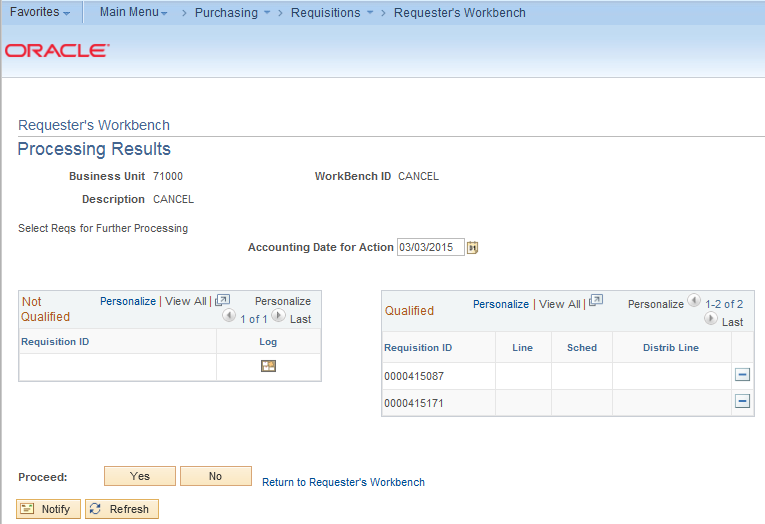 Favorites Main Menu Purchasing Requisitions Requester's Workbench
ORACLE
Requester's Workbench
Processing Results
Business Unit 71000 WorkBench ID CANCEL
Description CANCEL
Select Reqs for Further Processing
Accounting Date for Action 03/03/2015
Not Qualified Personalize | View All | Personalize 1 of 1 Last
Requisition ID Log
Qualified Personalize | View All | Personalize 1-2 of 2 Last
Requisition ID Line Sched Distrib Line
0000415087
0000415171
Proceed: Yes No Return to Requester's Workbench
Notify Refresh